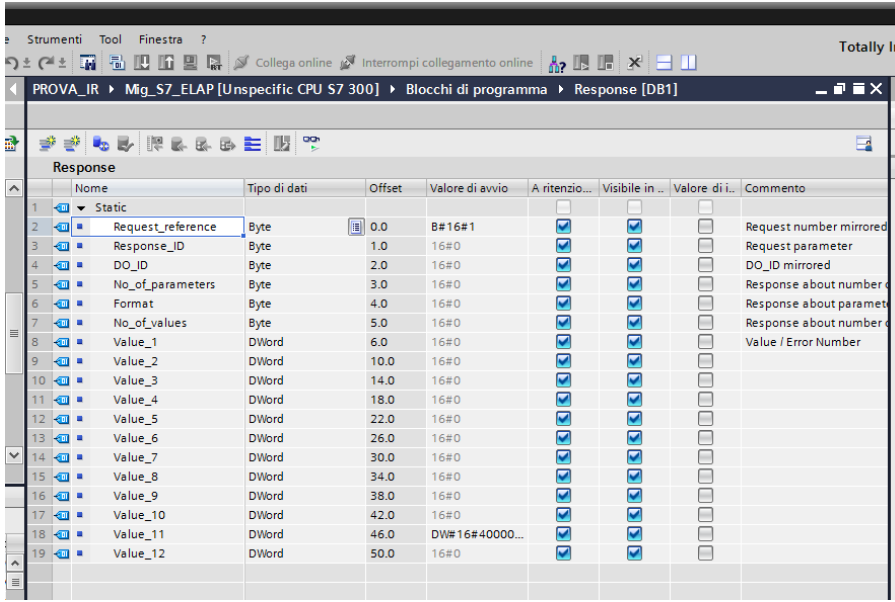 Strumenti Tool Finestra ?
Totally I
Collega online Interrompi collegamento online
PROVA_IR Mig_S7_ELAP [Unspecific CPU S7 300] Blocchi di programma Response [DB1]
Response
Nome Tipo di dati Offset Valore di avvio A ritenzio... Visibile in .. Valore di i.. Commento
1 Static
2 Request_reference Byte 0.0 B#16#1 Request number mirrored
3 Response_ID Byte 1.0 16#0 Request parameter
4 DO_ID Byte 2.0 16#0 DO_ID mirrored
5 No_of_parameters Byte 3.0 16#0 Response about number
6 Format Byte 4.0 16#0 Response about paramet
7 No_of_values Byte 5.0 16#0 Response about number
8 Value_1 DWord 6.0 16#0 Value / Error Number
9 Value_2 DWord 10.0 16#0
10 Value_3 DWord 14.0 16#0
11 Value_4 DWord 18.0 16#0
12 Value_5 DWord 22.0 16#0
13 Value_6 DWord 26.0 16#0
14 Value_7 DWord 30.0 16#0
15 Value_8 DWord 34.0 16#0
16 Value_9 DWord 38.0 16#0
17 Value_10 DWord 42.0 16#0
18 Value_11 DWord 46.0 DW#16#40000...
19 Value_12 DWord 50.0 16#0